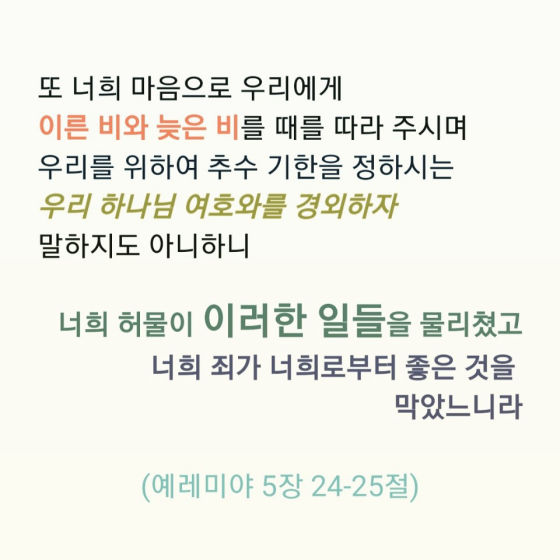 또 너희 마음으로 우리에게
이른 비와 늦은 비를 때를 따라 주시며
우리를 위하여 추수 기한을 정하시는
우리 하나님 여호와를 경외하자
말하지도 아니하니
너희 허물이 이러한 일들을 물리쳤고
너희 죄가 너희로부터 좋은 것을
막았느니라
(예레미야 5장 24-25절)